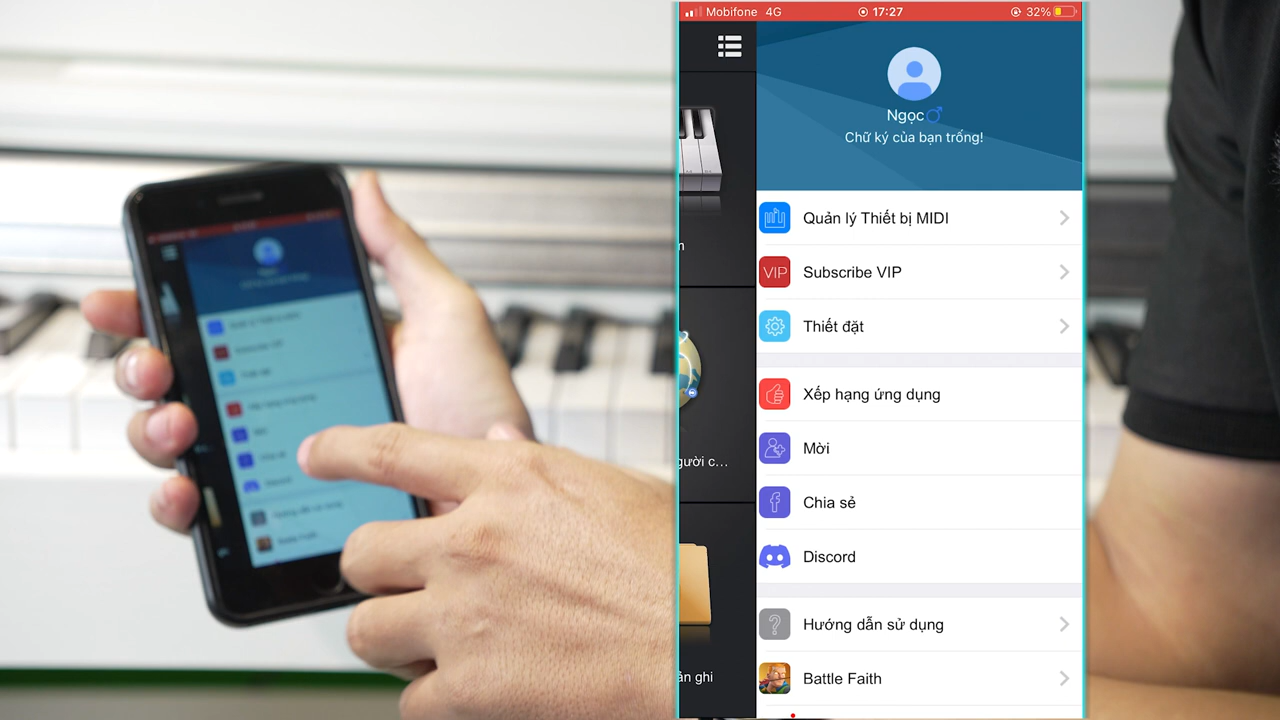 Mobifone 4G 17:27 32%
Ngọc
Chữ ký của bạn trống!
Quản lý Thiết bị MIDI
VIP Subscribe VIP
Thiết đặt
Xếp hạng ứng dụng
gười c...
Mời
Chia sẻ
Discord
Hướng dẫn sử dụng
ản ghi
Battle Faith